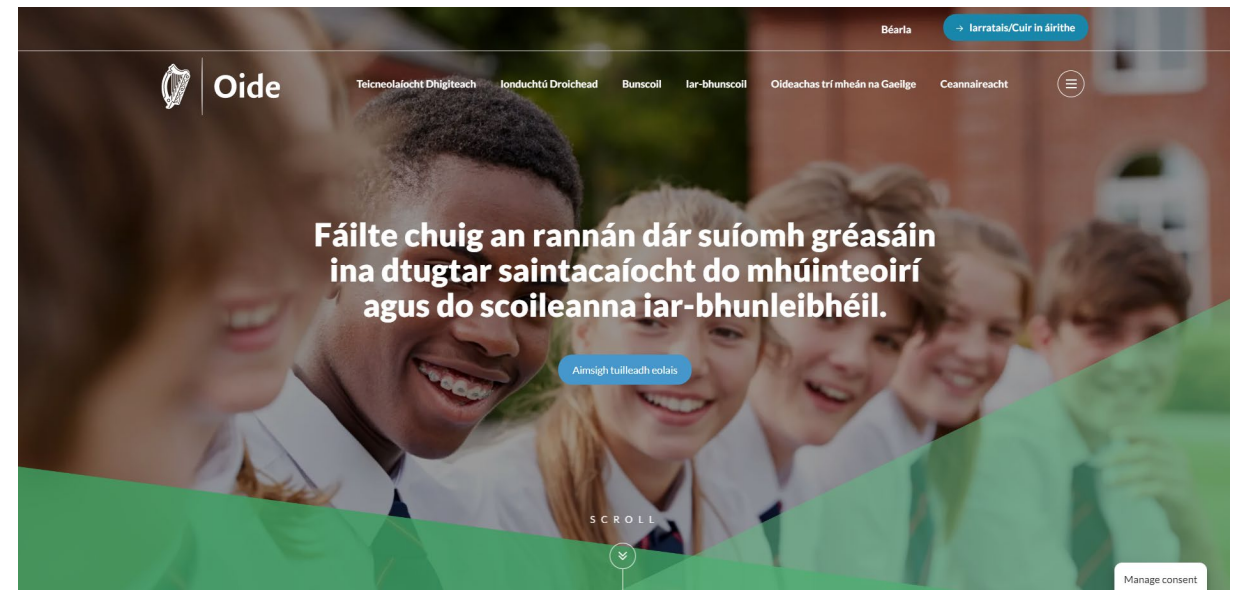 Béarla
→ Iarratais/Cuir in áirithe
Oide
Teicneolaíocht Dhigiteach Ionduchtú Droichead Bunscoil Iar-bhunscoil Oideachas trí mheán na Gaeilge Ceannaireacht
Fáilte chuig an rannán dár suíomh gréasáin
ina dtugtar saintacaíocht do mhúinteoirí
agus do scoileanna iar-bhunleibhéil.
Aimsigh tuilleadh eolais
SCROLL
Manage consent